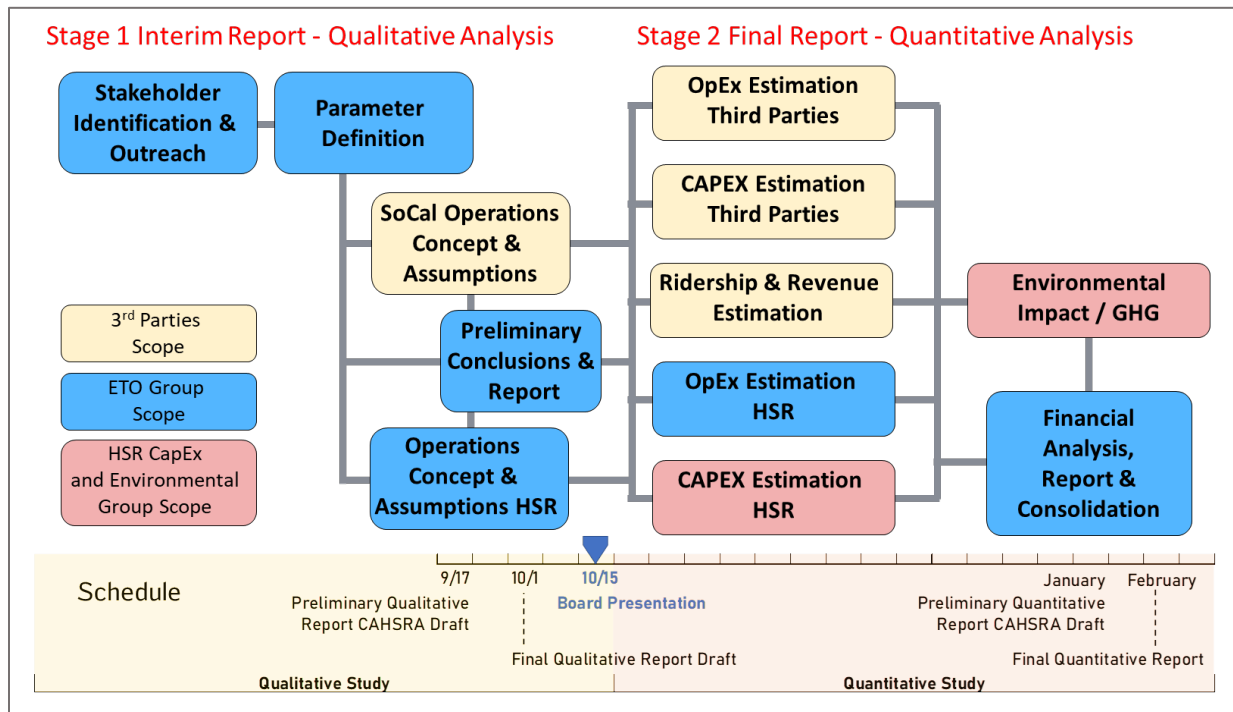 Stage 1 Interim Report - Qualitative Analysis
Stage 2 Final Report - Quantitative Analysis
Stakeholder
Identification &
Outreach
Parameter
Definition
SoCal Operations
Concept &
Assumptions
Preliminary
Conclusions &
Report
Operations
Concept &
Assumptions HSR
3rd Parties
Scope
ETO Group
Scope
HSR CapEx
and Environmental
Group Scope
OpEx Estimation
Third Parties
CAPEX Estimation
Third Parties
Ridership & Revenue
Estimation
OpEx Estimation
HSR
CAPEX Estimation
HSR
Environmental
Impact / GHG
Financial
Analysis,
Report &
Consolidation
Schedule
9/17
10/1
10/15
January
February
Preliminary Qualitative
Report CAHSRA Draft
Board Presentation
Preliminary Quantitative
Report CAHSRA Draft
Final Qualitative Report Draft
Final Quantitative Report
Qualitative Study
Quantitative Study